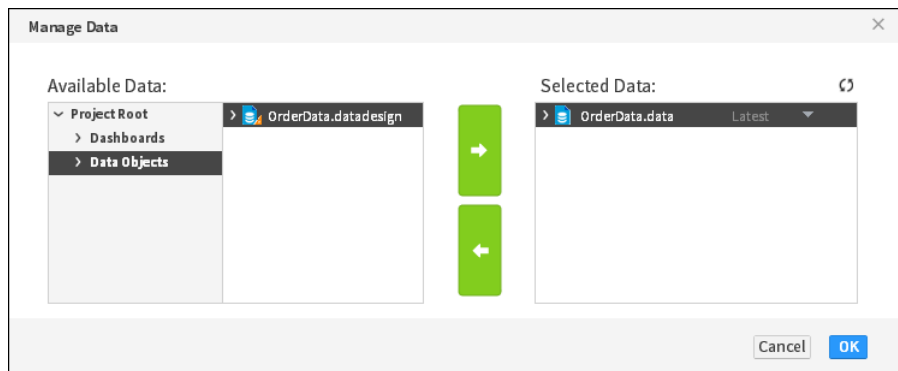 Manage Data
Available Data:
Selected Data:
Project Root
Dashboards
Data Objects
OrderData.datadesign
OrderData.data Latest
Cancel OK